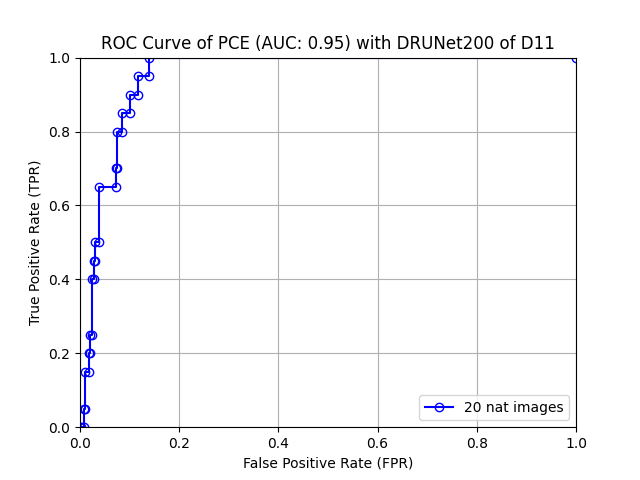 ROC Curve of PCE (AUC: 0.95) with DRUNet200 of D11
True Positive Rate (TPR)
1.0
0.8
0.6
0.4
0.2
0.0
20 nat images
0.0 0.2 0.4 0.6 0.8 1.0
False Positive Rate (FPR)